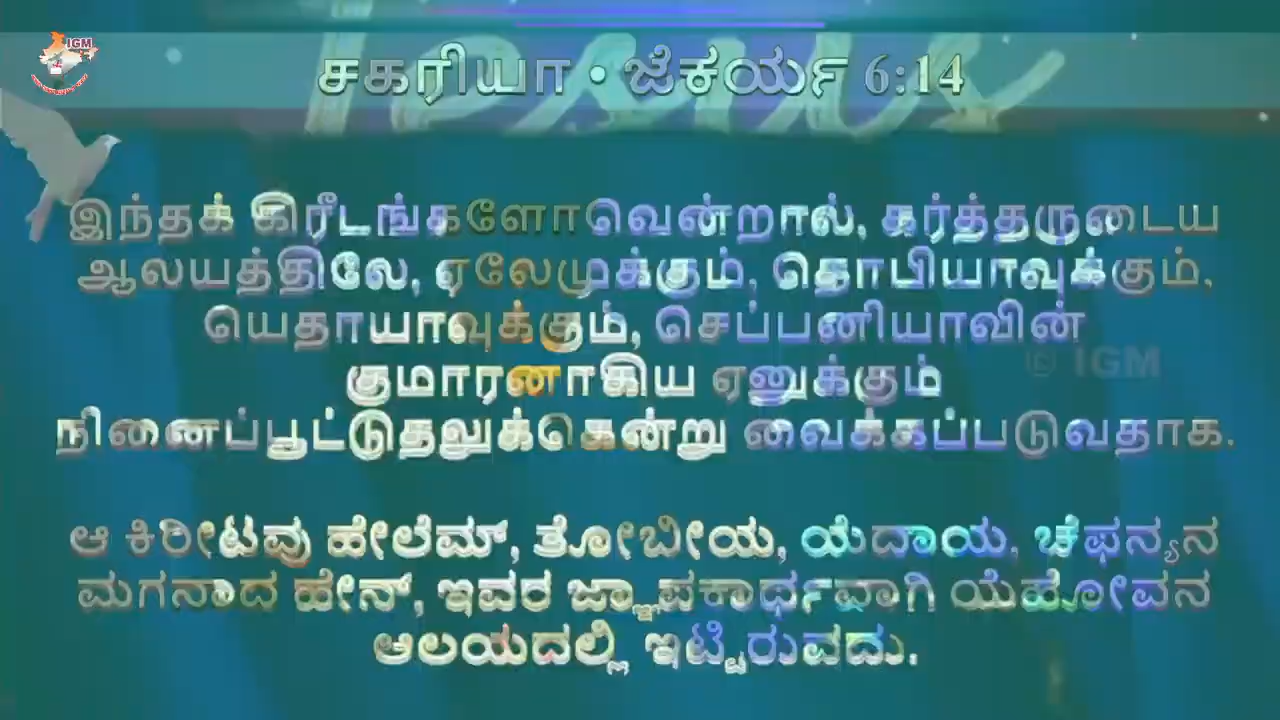 IGM
சகரியா • ಜೆಕರ್ಯ 6:14
இந்தக் கிரீடங்களோவென்றால், கர்த்தருடைய
ஆலயத்திலே, ஏலேமுக்கும், தொபியாவுக்கும்,
யெதாயாவுக்கும், செப்பனியாவின்
குமாரனாகிய ஏனுக்கும்
© IGM
நினைப்பூட்டுதலுக்கென்று வைக்கப்படுவதாக.
ಆ ಕಿರೀಟವು ಹೇಲೆಮ್, ತೋಬೀಯ, ಯೆದಾಯ, ಚೆಫನ್ಯನ
ಮಗನಾದ ಹೇನ್, ಇವರ ಜ್ಞಾಪಕಾರ್ಥವಾಗಿ ಯೆಹೋವನ
ಆಲಯದಲ್ಲಿ ಇಟ್ಟಿರುವದು.